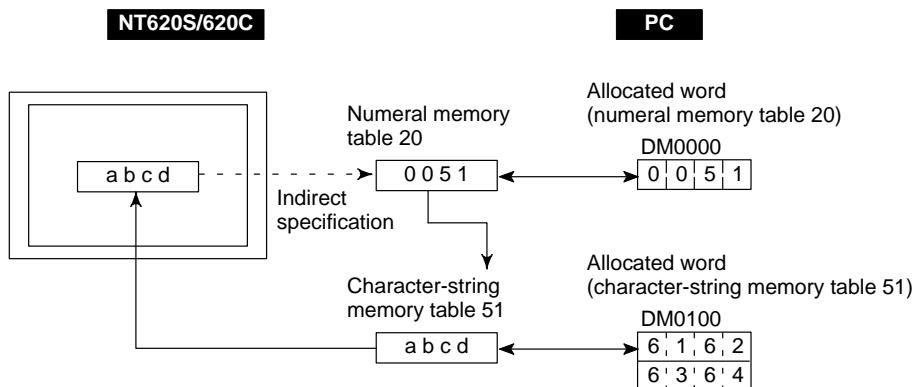 NT620S/620C
PC
Numeral memory
table 20
Allocated word
(numeral memory table 20)
DM0000
a b c d
0 0 5 1
0 0 5 1
Indirect
specification
Character-string
memory table 51
Allocated word
(character-string memory table 51)
DM0100
a b c d
6 1 6 2
6 3 6 4